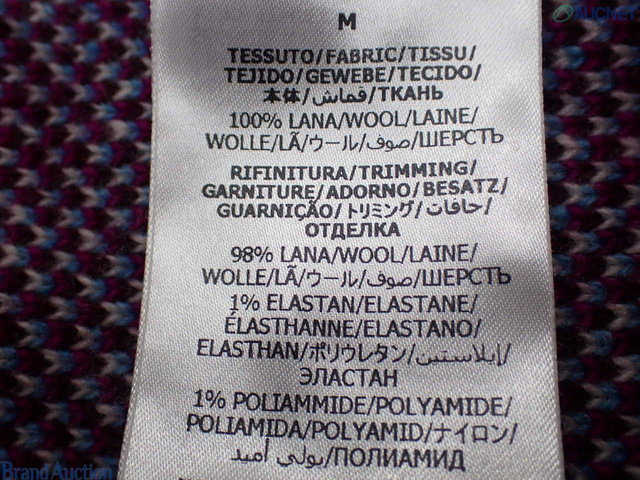 AUCNET
M
TESSUTO/FABRIC/TISSU/
TEJIDO/GEWEBE/TECIDO/
本体/قماش/ТКАНЬ
100% LANA/WOOL/LAINE/
WOLLE/LÃ/ウール/صوف/ШЕРСТЬ
RIFINITURA/TRIMMING/
GARNITURE/ADORNO/BESATZ/
GUARNIÇÃO/トリミング/حافات/
ОТДЕЛКА
98% LANA/WOOL/LAINE/
WOLLE/LÃ/ウール/صوف/ШЕРСТЬ
1% ELASTAN/ELASTANE/
ÉLASTHANNE/ELASTANO/
ELASTHAN/ポリウレタン/إيلاستين/
ЭЛАСТАН
1% POLIAMMIDE/POLYAMIDE/
POLIAMIDA/POLYAMID/ナイロン/
بولي أميد/ПОЛИАМИД
Brand Auction